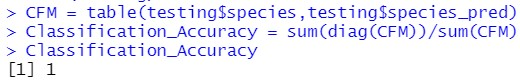 > CFM = table(testing$species,testing$species_pred)
> Classification_Accuracy = sum(diag(CFM))/sum(CFM)
> Classification_Accuracy
[1] 1